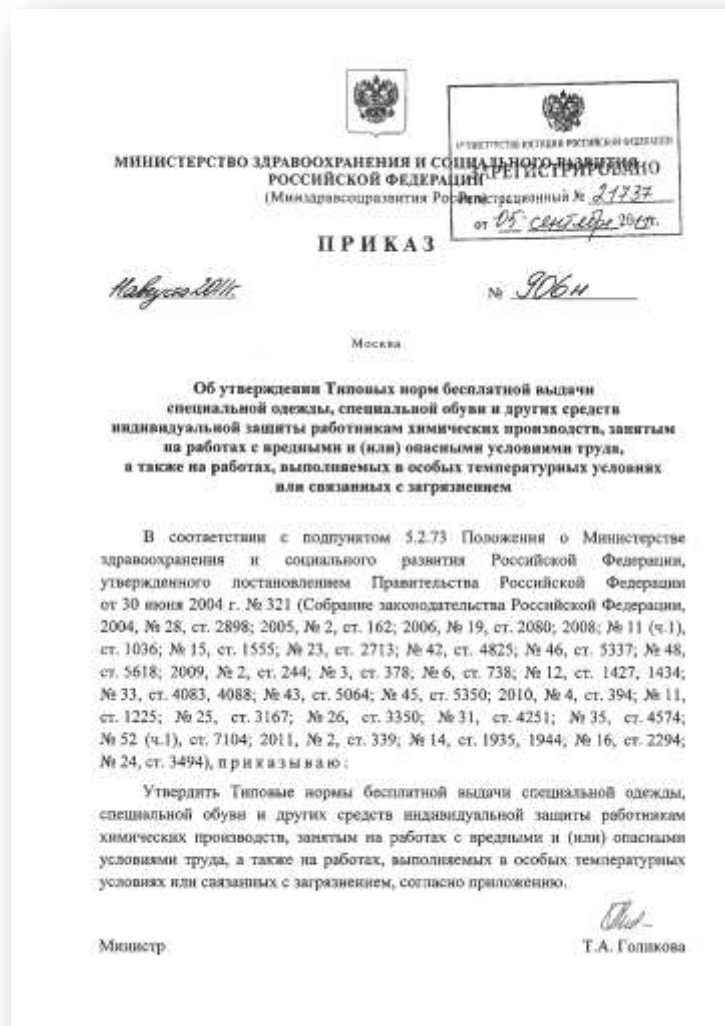 МИНИСТЕРСТВО ЗДРАВООХРАНЕНИЯ И СОЦИАЛЬНОГО РАЗВИТИЯ
РОССИЙСКОЙ ФЕДЕРАЦИИ
(Минздравсоцразвития России)
МИНИСТЕРСТВО ЮСТИЦИИ РОССИЙСКОЙ ФЕДЕРАЦИИ
ЗАРЕГИСТРИРОВАНО
Регистрационный № 21737
от "05" сентября 2011г.
ПРИКАЗ
11 августа 2011г.
№ 906н
Москва
Об утверждении Типовых норм бесплатной выдачи
специальной одежды, специальной обуви и других средств
индивидуальной защиты работникам химических производств, занятым
на работах с вредными и (или) опасными условиями труда,
а также на работах, выполняемых в особых температурных условиях
или связанных с загрязнением
В соответствии с подпунктом 5.2.73 Положения о Министерстве
здравоохранения и социального развития Российской Федерации,
утвержденного постановлением Правительства Российской Федерации
от 30 июня 2004 г. № 321 (Собрание законодательства Российской Федерации,
2004, № 28, ст. 2898; 2005, № 2, ст. 162; 2006, № 19, ст. 2080; 2008; № 11 (ч.1),
ст. 1036; № 15, ст. 1555; № 23, ст. 2713; № 42, ст. 4825; № 46, ст. 5337; № 48,
ст. 5618; 2009, № 2, ст. 244; № 3, ст. 378; № 6, ст. 738; № 12, ст. 1427, 1434;
№ 33, ст. 4083, 4088; № 43, ст. 5064; № 45, ст. 5350; 2010, № 4, ст. 394; № 11,
ст. 1225; № 25, ст. 3167; № 26, ст. 3350; № 31, ст. 4251; № 35, ст. 4574;
№ 52 (ч.1), ст. 7104; 2011, № 2, ст. 339; № 14, ст. 1935, 1944; № 16, ст. 2294;
№ 24, ст. 3494), приказываю:
Утвердить Типовые нормы бесплатной выдачи специальной одежды,
специальной обуви и других средств индивидуальной защиты работникам
химических производств, занятым на работах с вредными и (или) опасными
условиями труда, а также на работах, выполняемых в особых температурных
условиях или связанных с загрязнением, согласно приложению.
Министр
Т.А. Голикова